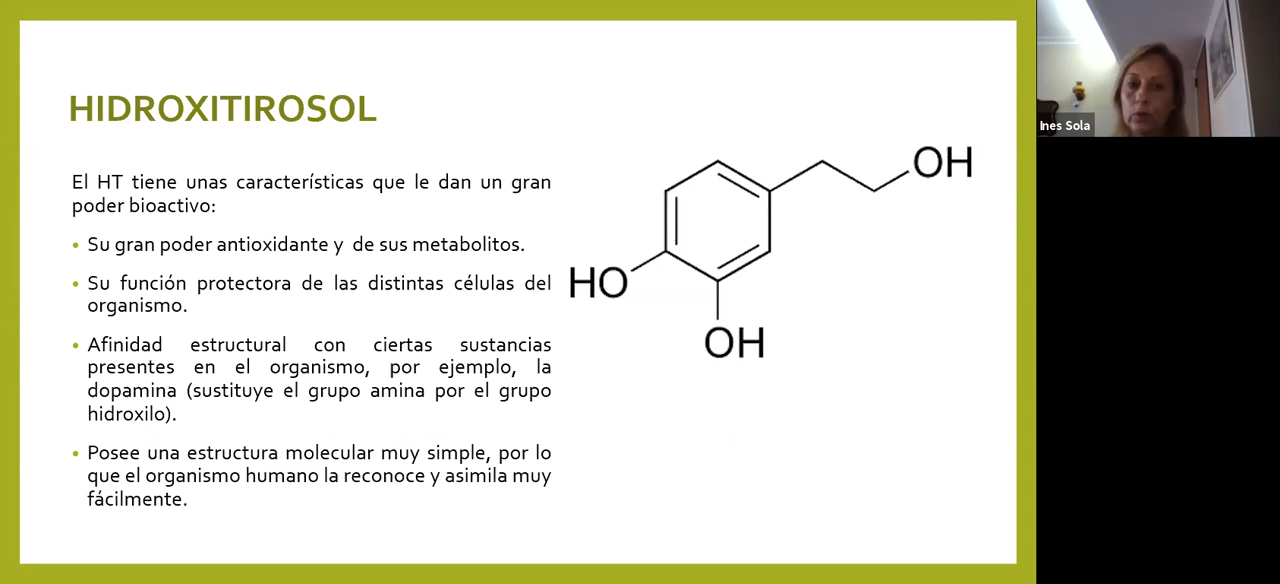 HIDROXITIROSOL
El HT tiene unas características que le dan un gran
poder bioactivo:
• Su gran poder antioxidante y de sus metabolitos.
• Su función protectora de las distintas células del
organismo.
• Afinidad estructural con ciertas sustancias
presentes en el organismo, por ejemplo, la
dopamina (sustituye el grupo amina por el grupo
hidroxilo).
• Posee una estructura molecular muy simple, por lo
que el organismo humano la reconoce y asimila muy
fácilmente.
OH
HO
OH
Ines Sola